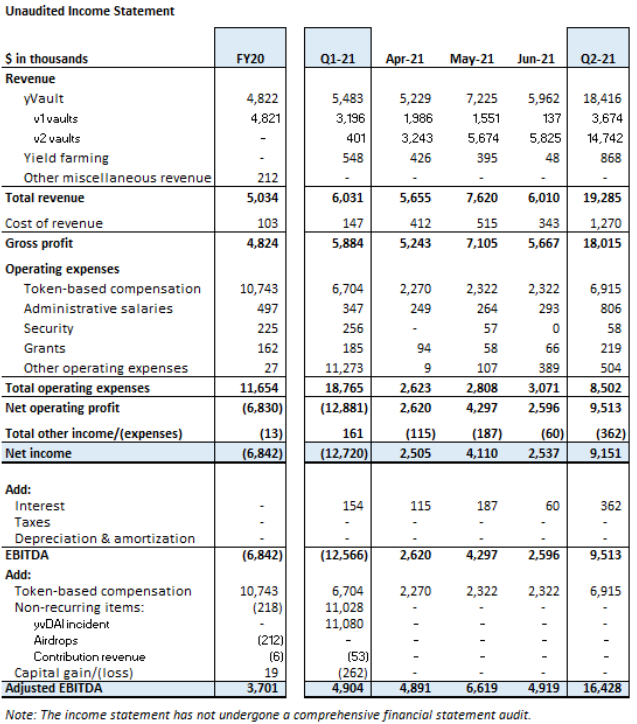 Unaudited Income Statement
$ in thousands FY20 Q1-21 Apr-21 May-21 Jun-21 Q2-21
Revenue
yVault 4,822 5,483 5,229 7,225 5,962 18,416
v1 vaults 4,821 3,196 1,986 1,551 137 3,674
v2 vaults - 401 3,243 5,674 5,825 14,742
Yield farming - 548 426 395 48 868
Other miscellaneous revenue 212 - - - - -
Total revenue 5,034 6,031 5,655 7,620 6,010 19,285
Cost of revenue 103 147 412 515 343 1,270
Gross profit 4,824 5,884 5,243 7,105 5,667 18,015
Operating expenses
Token-based compensation 10,743 6,704 2,270 2,322 2,322 6,915
Administrative salaries 497 347 249 264 293 806
Security 225 256 - 57 0 58
Grants 162 185 94 58 66 219
Other operating expenses 27 11,273 9 107 389 504
Total operating expenses 11,654 18,765 2,623 2,808 3,071 8,502
Net operating profit (6,830) (12,881) 2,620 4,297 2,596 9,513
Total other income/(expenses) (13) 161 (115) (187) (60) (362)
Net income (6,842) (12,720) 2,505 4,110 2,537 9,151
Add:
Interest - 154 115 187 60 362
Taxes - - - - - -
Depreciation & amortization - - - - - -
EBITDA (6,842) (12,566) 2,620 4,297 2,596 9,513
Add:
Token-based compensation 10,743 6,704 2,270 2,322 2,322 6,915
Non-recurring items: (218) 11,028 - - - -
yvDAI incident - 11,080 - - - -
Airdrops (212) - - - - -
Contribution revenue (6) (53) - - - -
Capital gain/(loss) 19 (262) - - - -
Adjusted EBITDA 3,701 4,904 4,891 6,619 4,919 16,428
Note: The income statement has not undergone a comprehensive financial statement audit.